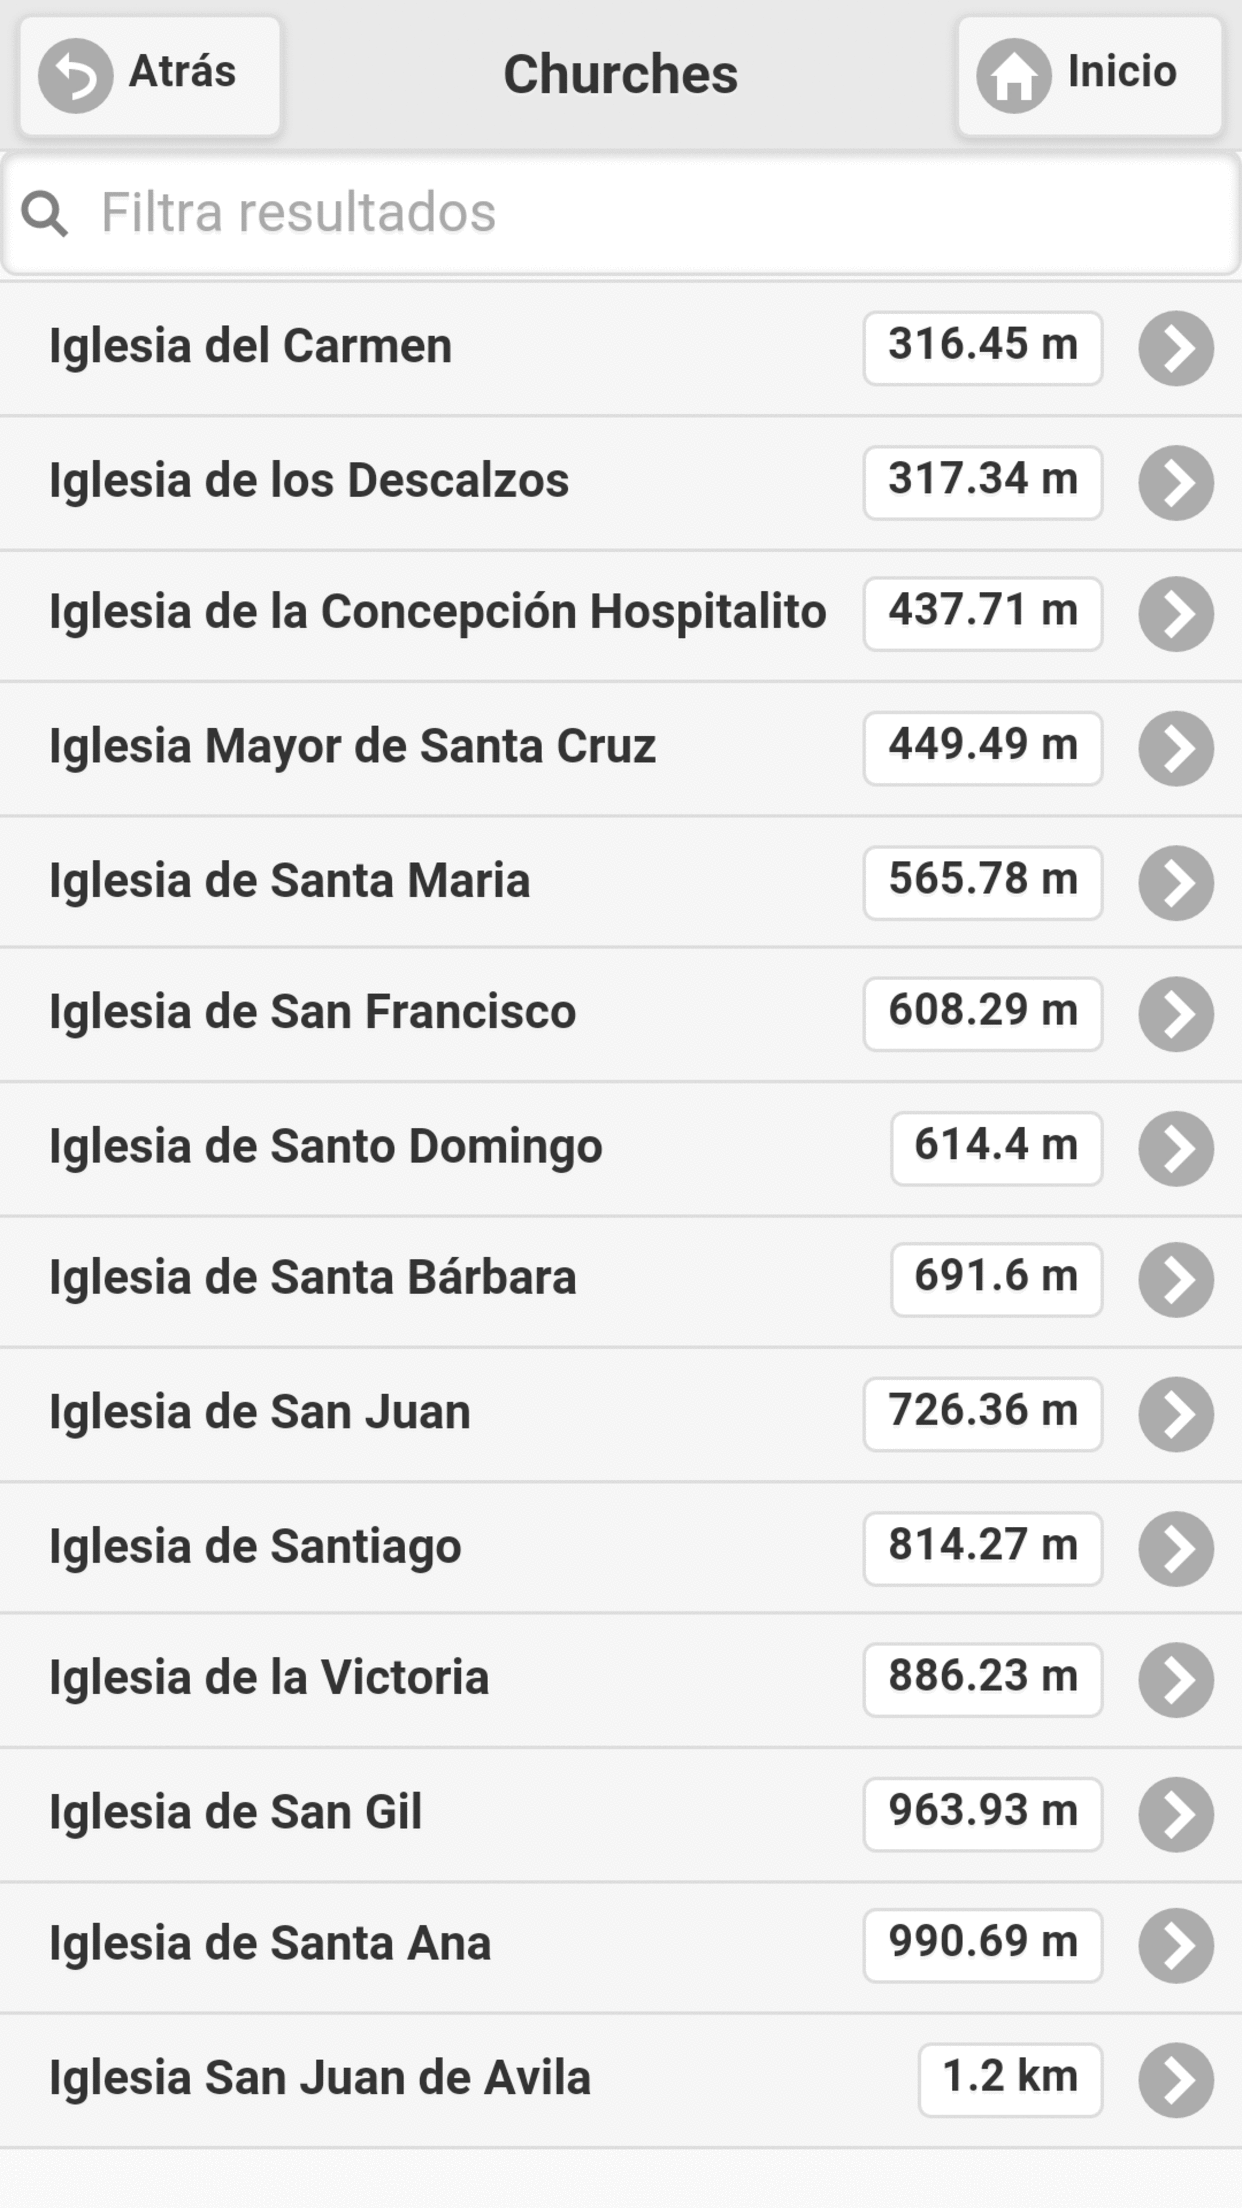 Atrás
Churches
Inicio
Filtra resultados
Iglesia del Carmen 316.45 m
Iglesia de los Descalzos 317.34 m
Iglesia de la Concepción Hospitalito 437.71 m
Iglesia Mayor de Santa Cruz 449.49 m
Iglesia de Santa Maria 565.78 m
Iglesia de San Francisco 608.29 m
Iglesia de Santo Domingo 614.4 m
Iglesia de Santa Bárbara 691.6 m
Iglesia de San Juan 726.36 m
Iglesia de Santiago 814.27 m
Iglesia de la Victoria 886.23 m
Iglesia de San Gil 963.93 m
Iglesia de Santa Ana 990.69 m
Iglesia San Juan de Avila 1.2 km